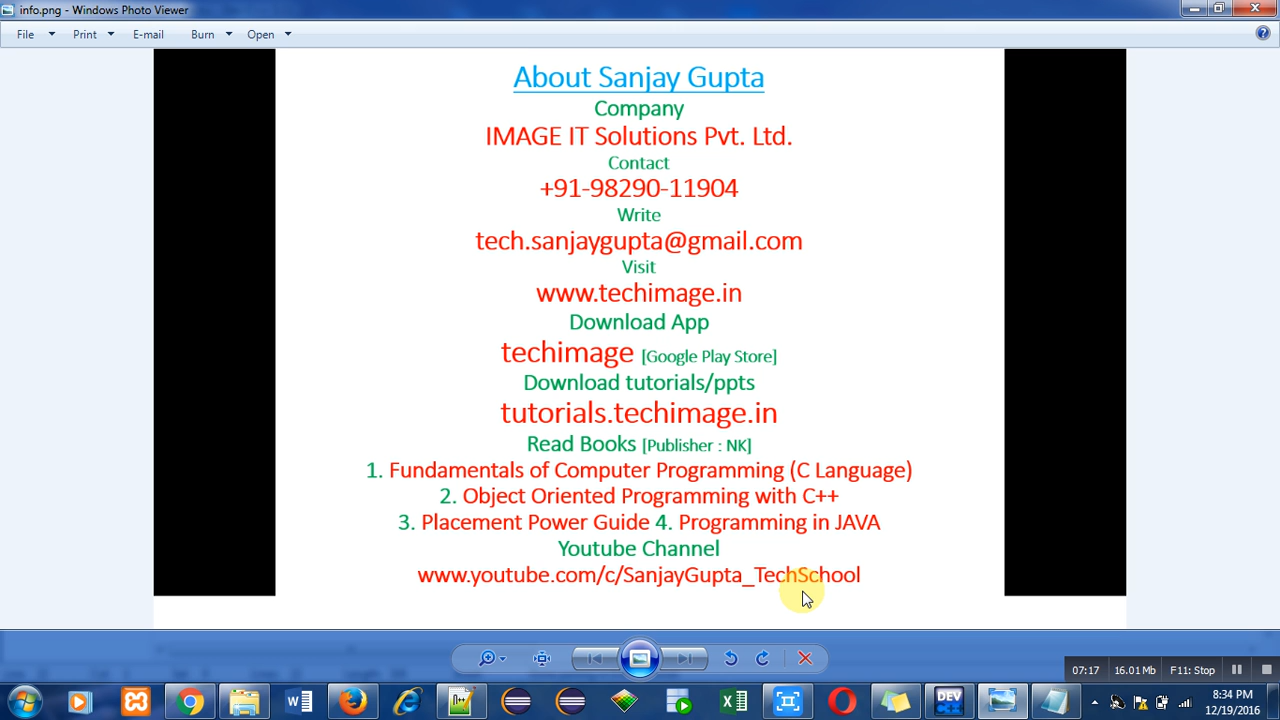 info.png - Windows Photo Viewer
File Print E-mail Burn Open
About Sanjay Gupta
Company
IMAGE IT Solutions Pvt. Ltd.
Contact
+91-98290-11904
Write
tech.sanjaygupta@gmail.com
Visit
www.techimage.in
Download App
techimage [Google Play Store]
Download tutorials/ppts
tutorials.techimage.in
Read Books [Publisher : NK]
1. Fundamentals of Computer Programming (C Language)
2. Object Oriented Programming with C++
3. Placement Power Guide 4. Programming in JAVA
Youtube Channel
www.youtube.com/c/SanjayGupta_TechSchool
07:17 16.01 Mb F11: Stop
DEV
8:34 PM
12/19/2016